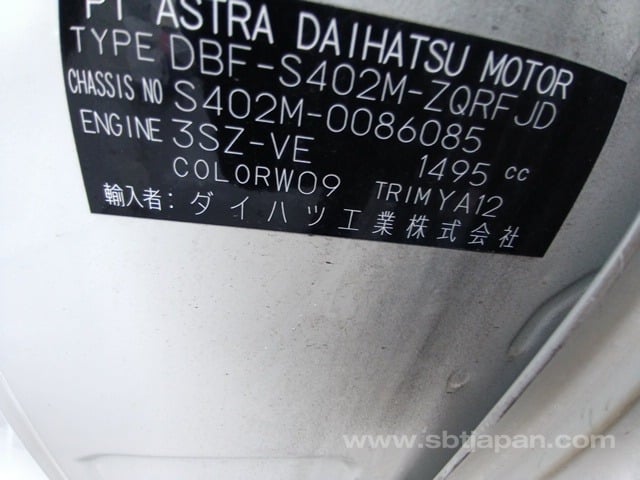 PT ASTRA DAIHATSU MOTOR
TYPE DBF-S402M-ZQRFJD
CHASSIS NO S402M-0086085
ENGINE 3SZ-VE 1495 cc
COLORW09 TRIMYA12
輸入者: ダイハツ工業株式会社
www.sbtjapan.com